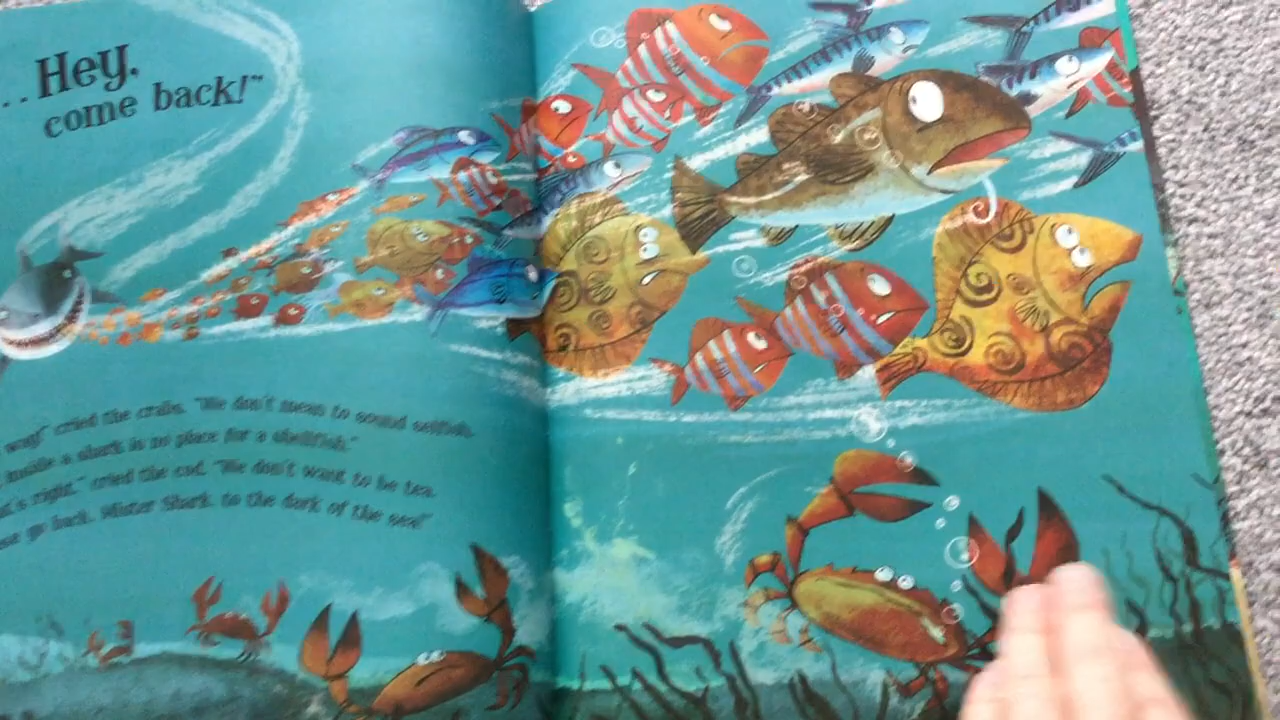 ... Hey,
come back!"
way!" cried the crabs. "We don't mean to sound selfish,
inside a shark is no place for a shellfish."
right," cried the cod. "We don't want to be tea.
go back, Mister Shark, to the dark of the sea!"